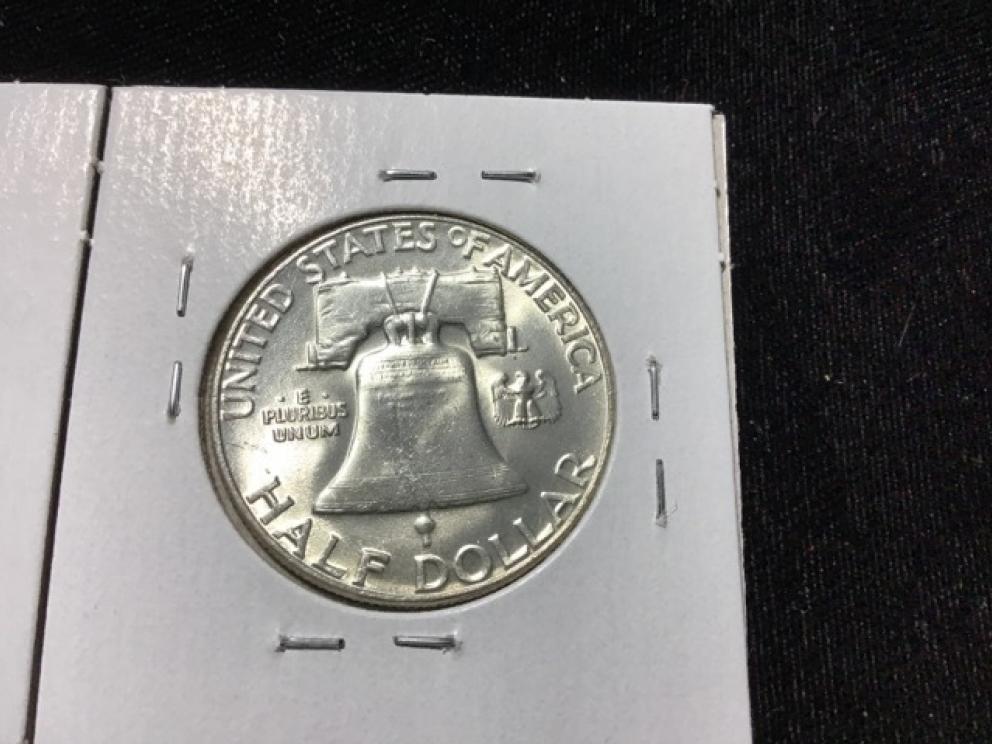 UNITED STATES OF AMERICA
· E ·
PLURIBUS
UNUM
HALF DOLLAR